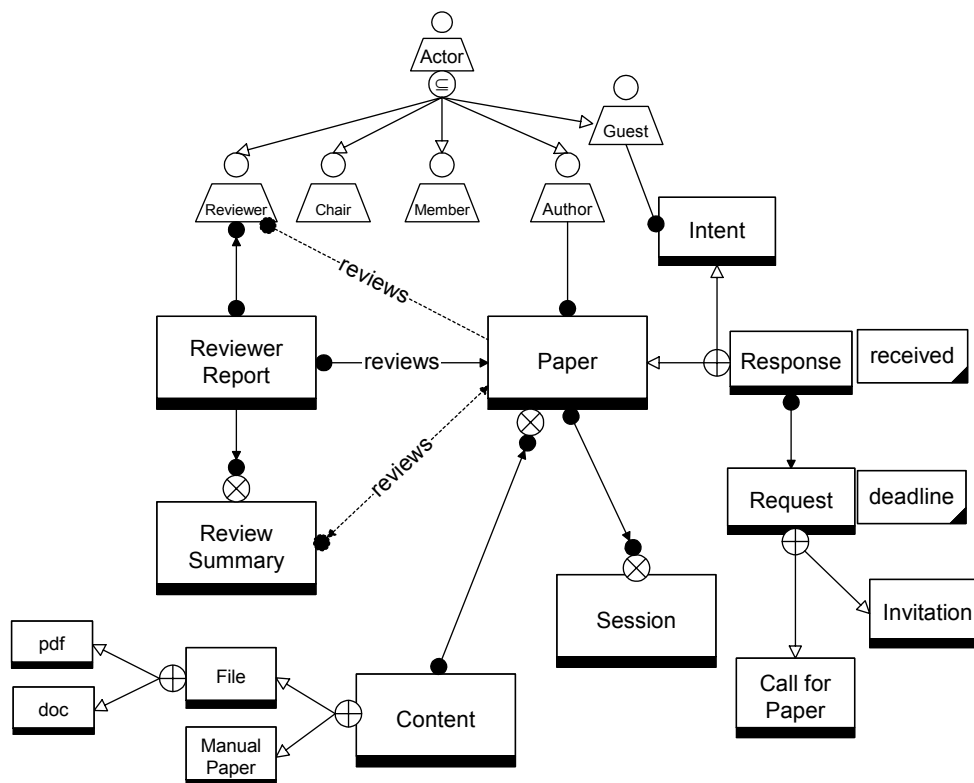 Actor
⊆
Guest
Reviewer
Chair
Member
Author
Intent
reviews
Reviewer
Report
reviews
Paper
Response
received
reviews
Request
deadline
Review
Summary
Session
Invitation
pdf
File
doc
Content
Call for
Paper
Manual
Paper